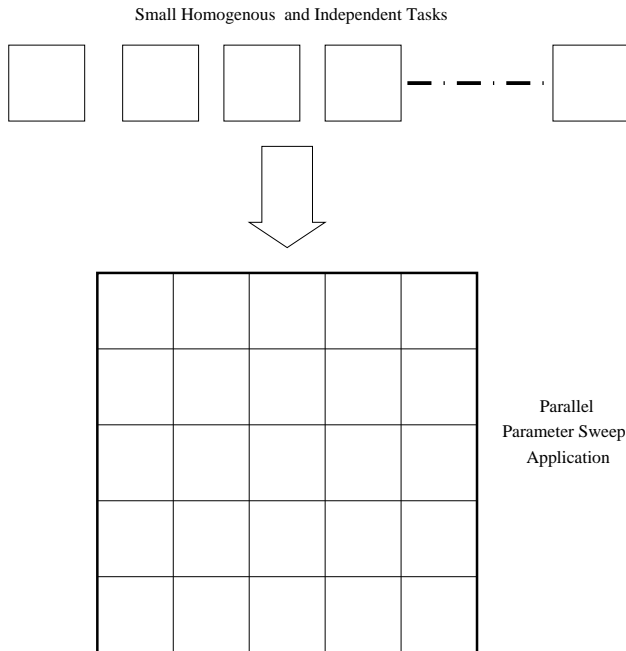 Small Homogenous and Independent Tasks
Parallel
Parameter Sweep
Application